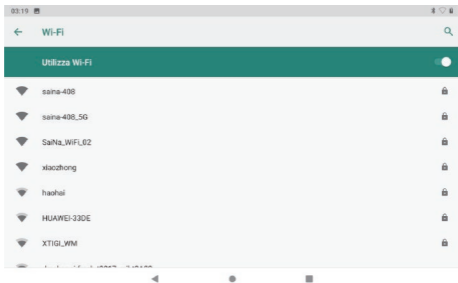 03:19
Wi-Fi
Utilizza Wi-Fi
saina-408
saina-408_5G
SaiNa_WiFi_02
xiaozhong
haohai
HUAWEI-33DE
XTIGI_WM